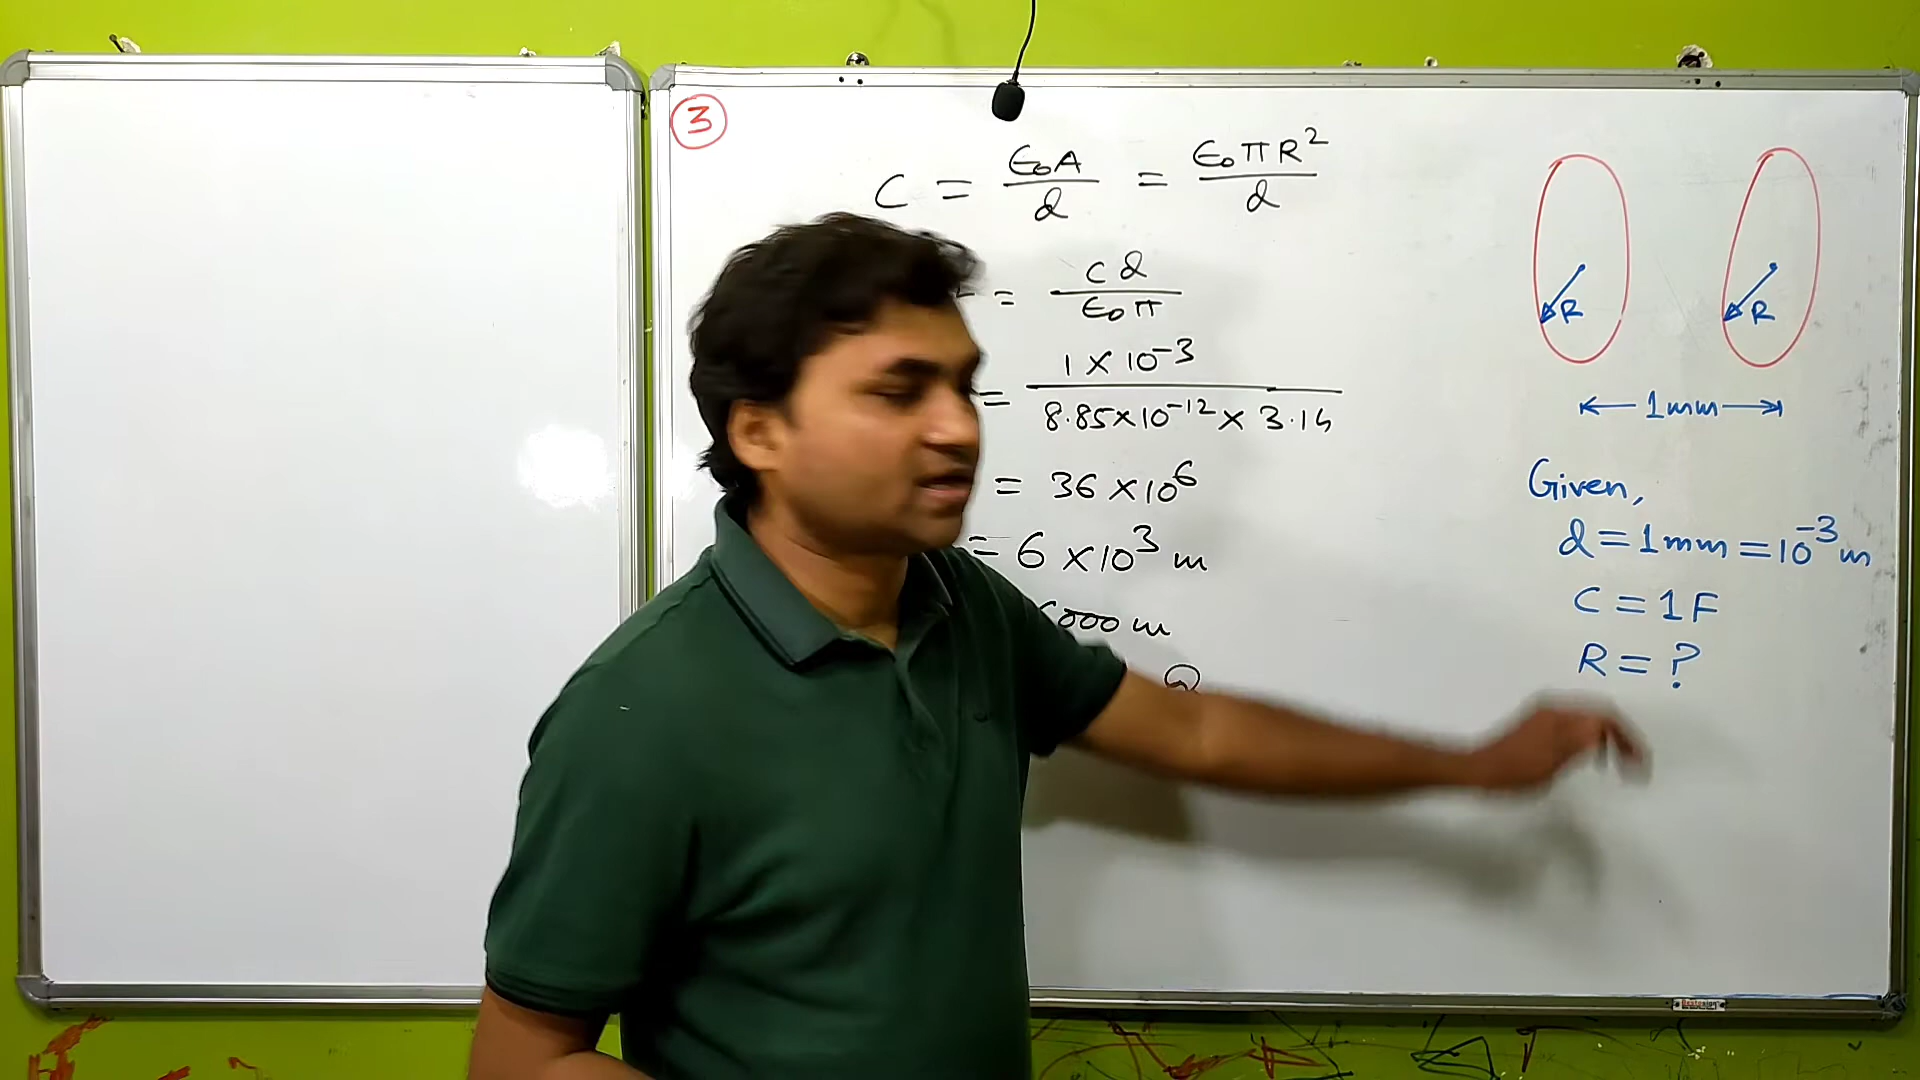 3
C = ϵ₀A / d = ϵ₀πR² / d
= Cd / ϵ₀π
= 1 × 10⁻³ / 8.85×10⁻¹² × 3.14
= 36 × 10⁶
= 6 × 10³ m
6000 m
R
R
1mm
Given,
d = 1mm = 10⁻³ m
C = 1F
R = ?